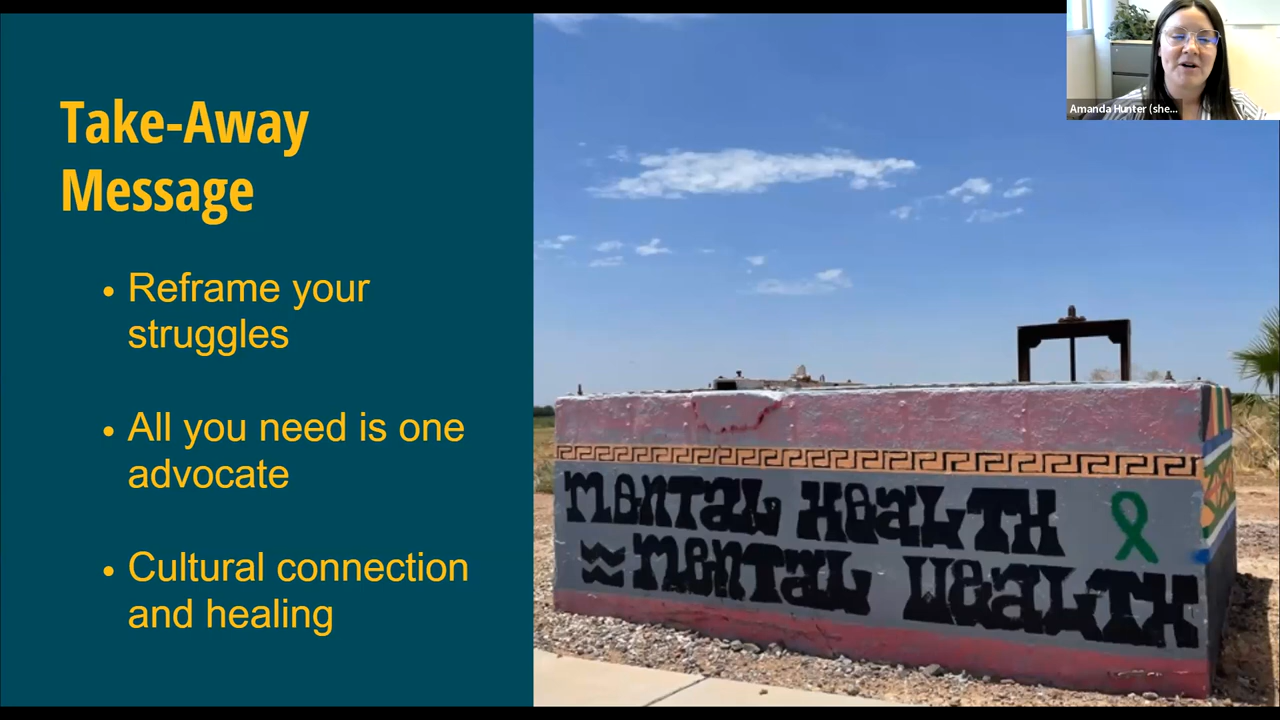 Take-Away
Message
• Reframe your
struggles
• All you need is one
advocate
• Cultural connection
and healing
Amanda Hunter (she...
MENTAL HEALTH
≈MENTAL WEALTH